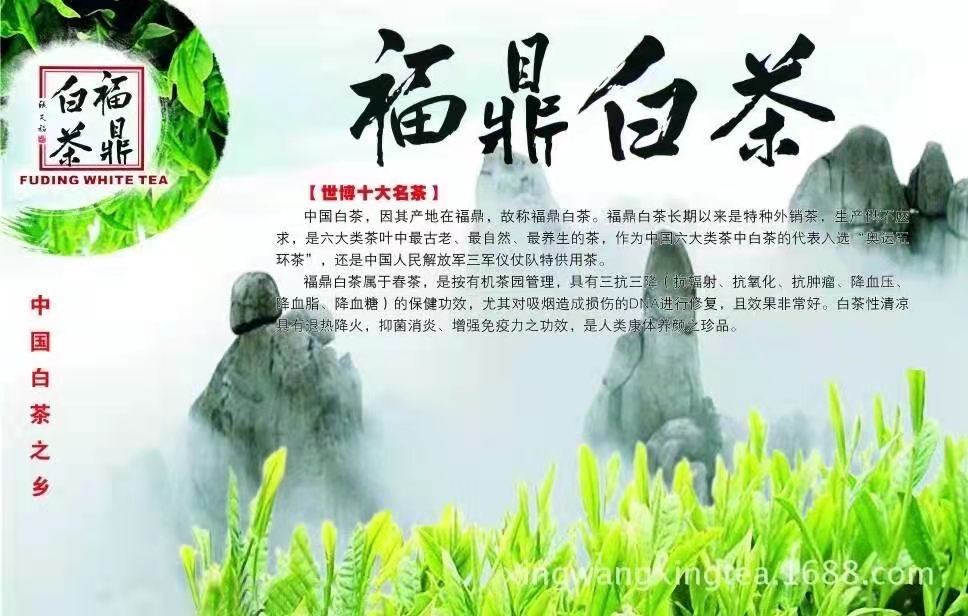 福鼎白茶
福鼎
白茶
张天福
FUDING WHITE TEA
【世博十大名茶】
中国白茶，因其产地在福鼎，故称福鼎白茶。福鼎白茶长期以来是特种外销茶，生产供不应
求，是六大类茶叶中最古老、最自然、最养生的茶，作为中国六大类茶中白茶的代表入选“奥运五
环茶”，还是中国人民解放军三军仪仗队特供用茶。
福鼎白茶属于春茶，是按有机茶园管理，具有三抗三降（抗辐射、抗氧化、抗肿瘤、降血压、
降血脂、降血糖）的保健功效，尤其对吸烟造成损伤的DNA进行修复，且效果非常好。白茶性清凉
具有退热降火，抑菌消炎、增强免疫力之功效，是人类康体养颜之珍品。
中国白茶之乡
xingwangxingtea.1688.com